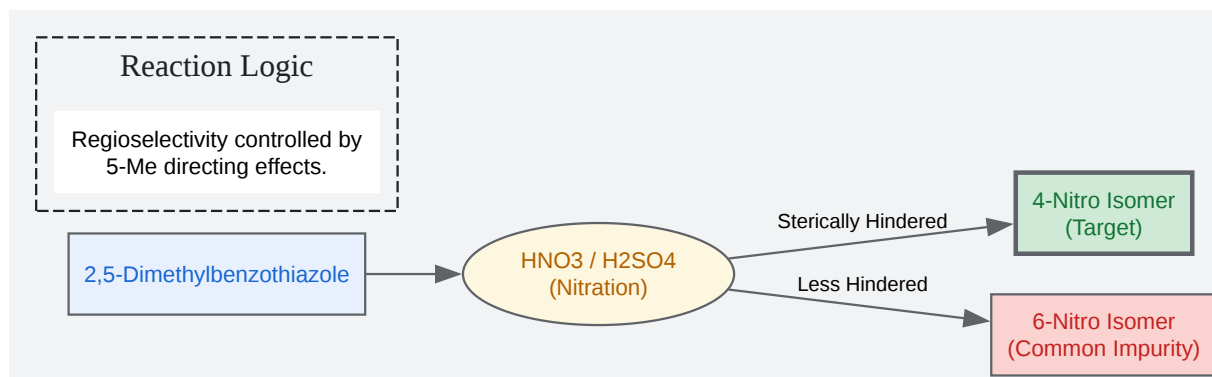 Reaction Logic
Regioselectivity controlled by
5-Me directing effects.
2,5-Dimethylbenzothiazole
HNO3 / H2SO4
(Nitration)
Sterically Hindered
Less Hindered
4-Nitro Isomer
(Target)
6-Nitro Isomer
(Common Impurity)